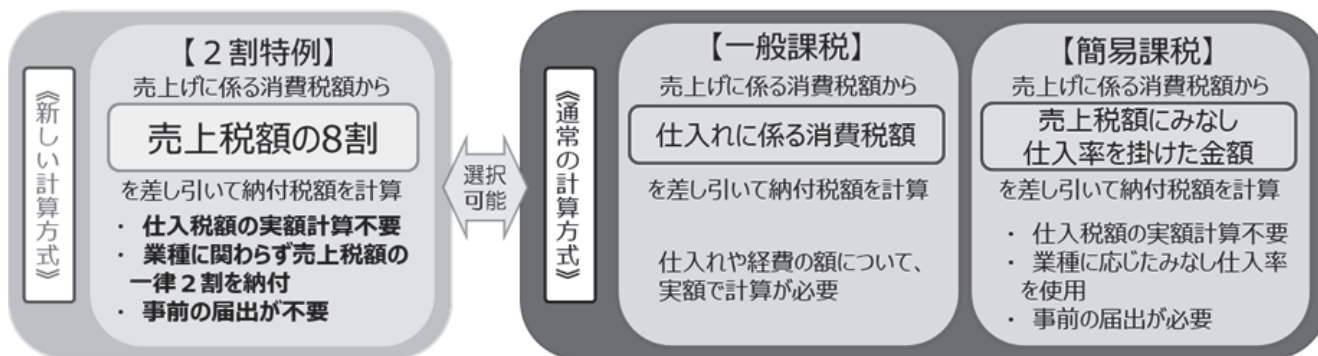 《新しい計算方式》
【２割特例】
売上げに係る消費税額から
売上税額の8割
を差し引いて納付税額を計算
・ 仕入税額の実額計算不要
・ 業種に関わらず売上税額の
一律２割を納付
・ 事前の届出が不要
選択
可能
《通常の計算方式》
【一般課税】
売上げに係る消費税額から
仕入れに係る消費税額
を差し引いて納付税額を計算
仕入れや経費の額について、
実額で計算が必要
【簡易課税】
売上げに係る消費税額から
売上税額にみなし
仕入率を掛けた金額
を差し引いて納付税額を計算
・ 仕入税額の実額計算不要
・ 業種に応じたみなし仕入率
を使用
・ 事前の届出が必要